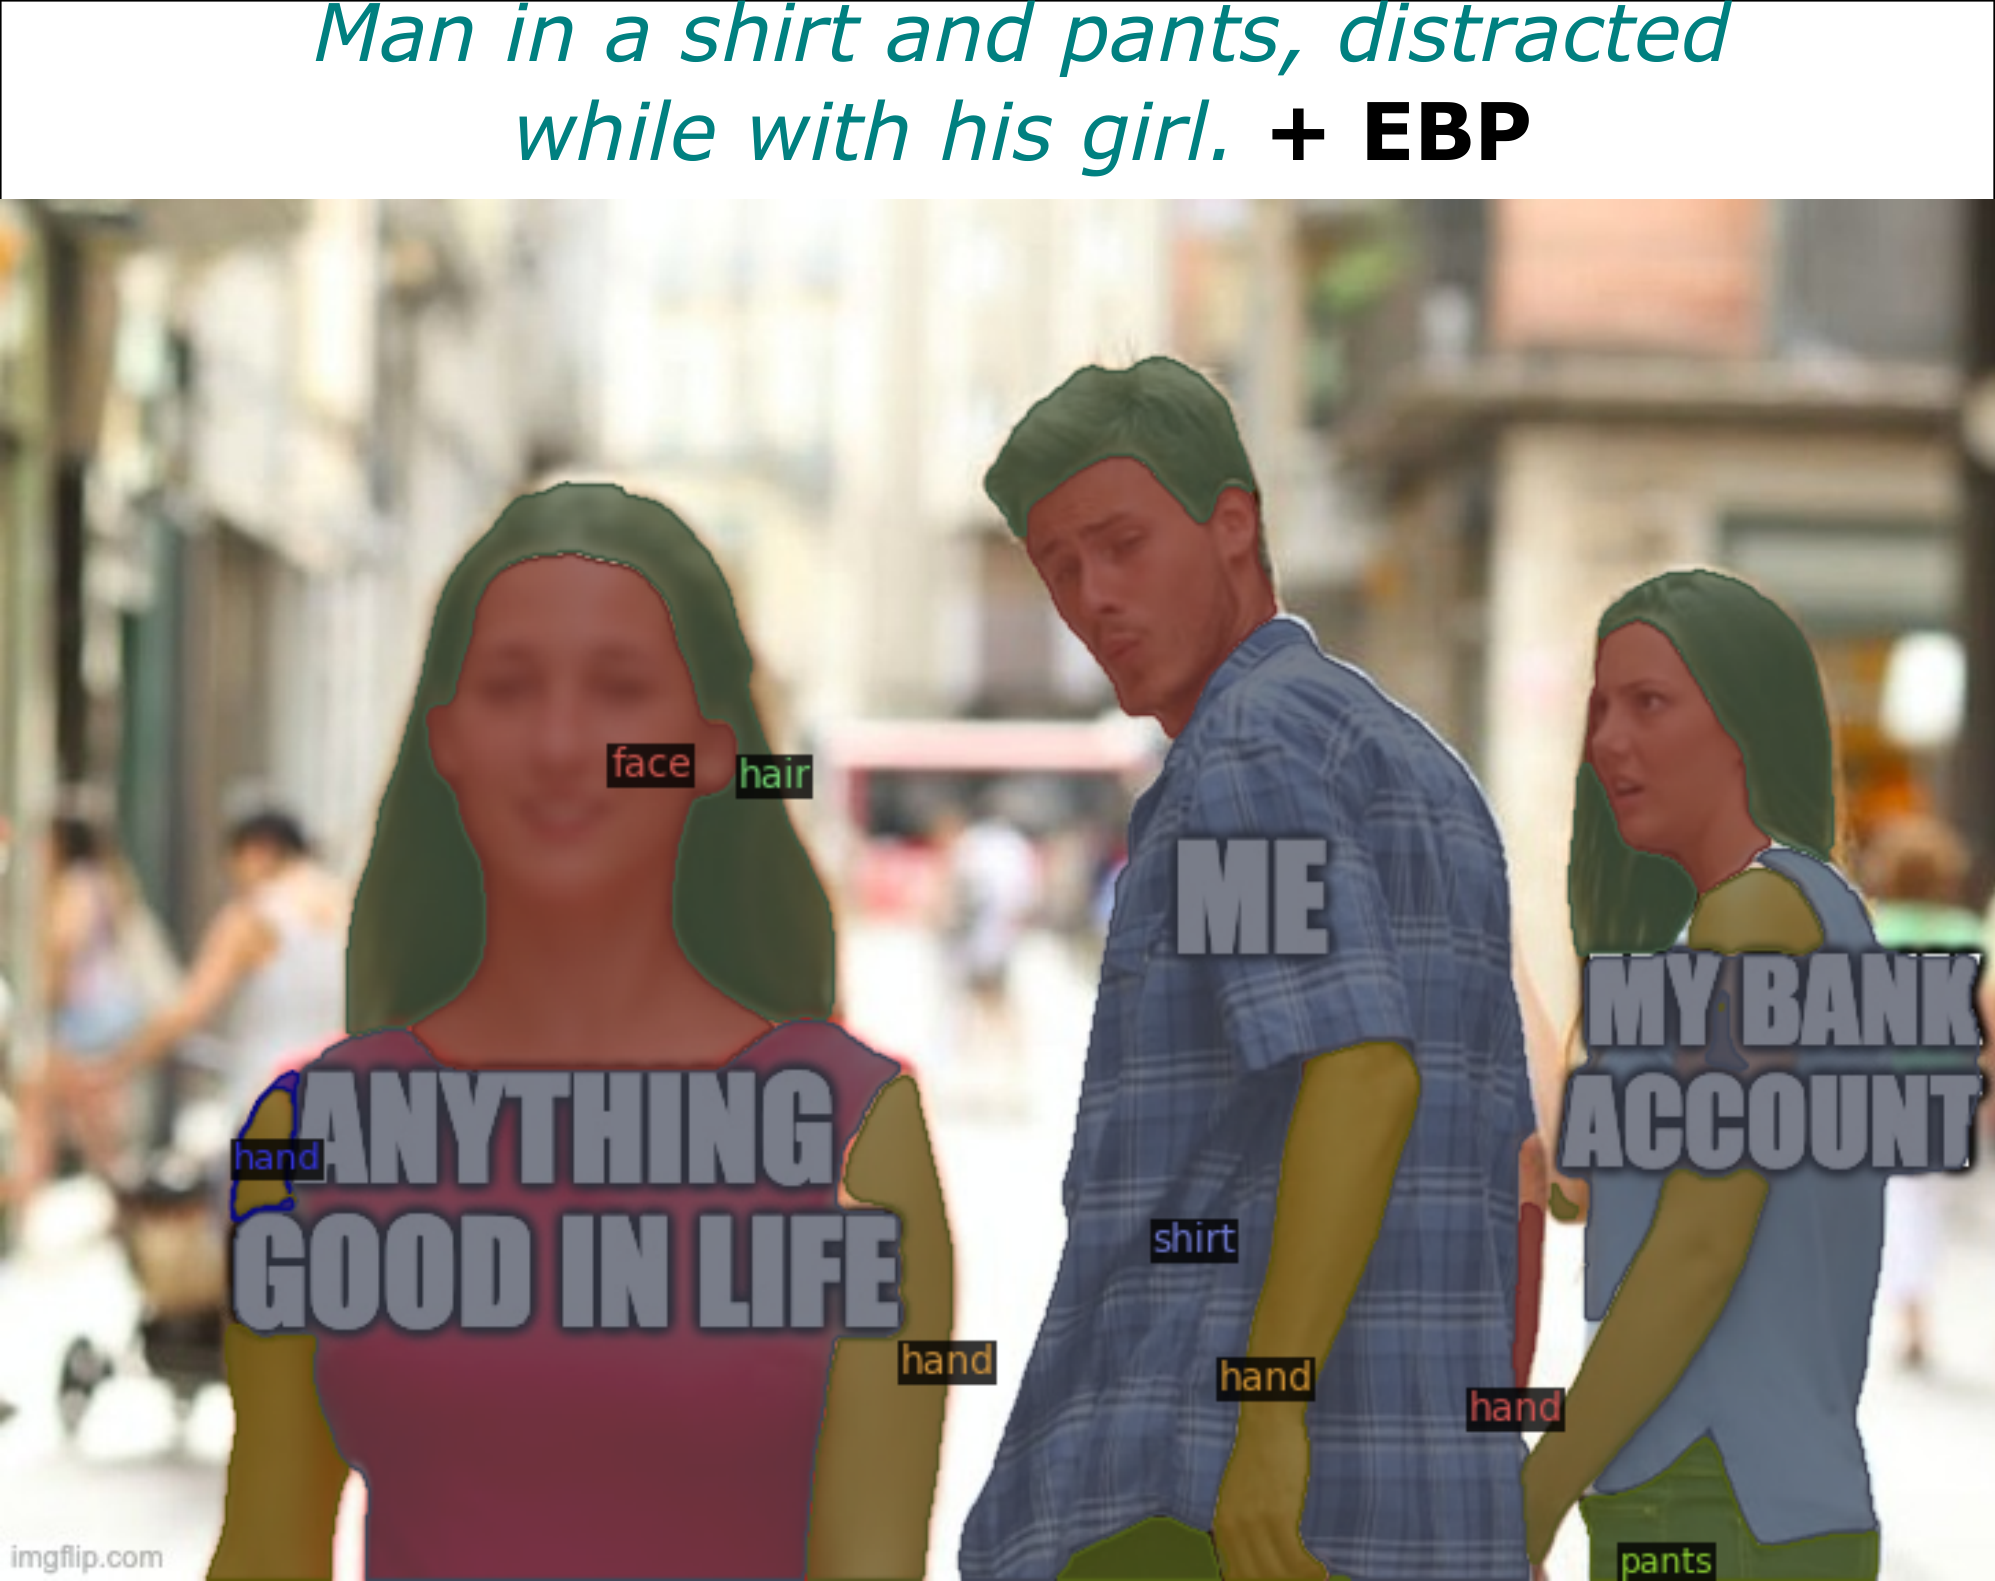 Man in a shirt and pants, distracted
while with his girl. + EBP
face
hair
ME
MY BANK
ACCOUNT
ANYTHING
GOOD IN LIFE
hand
shirt
hand
hand
hand
pants
imgflip.com